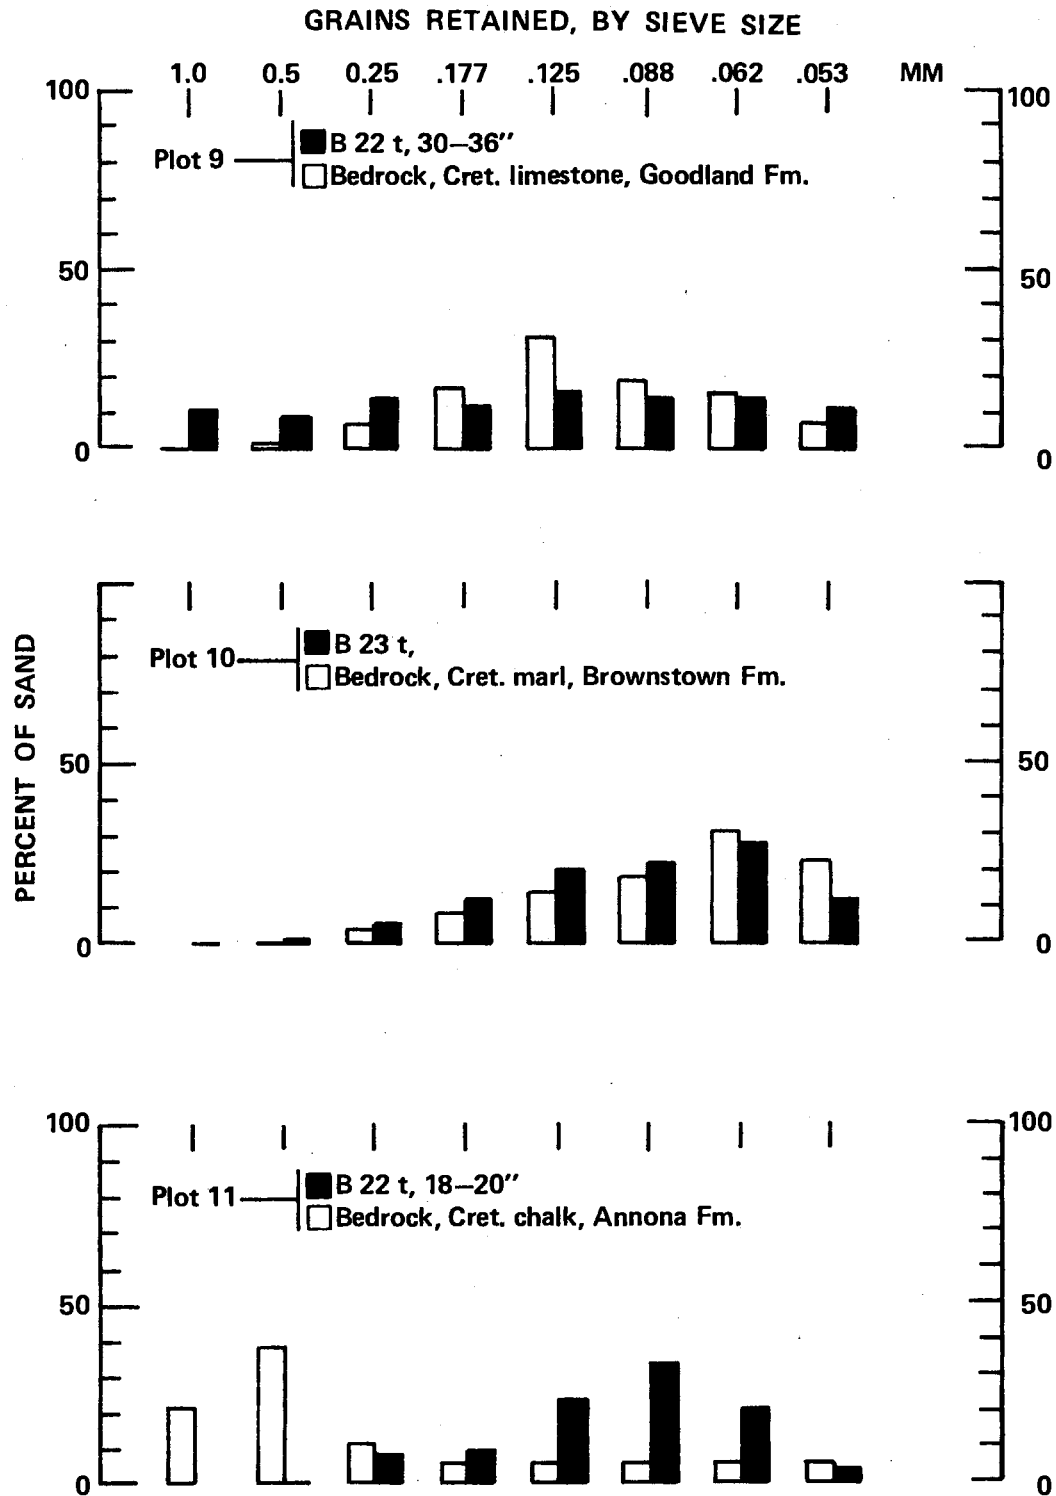 GRAINS RETAINED, BY SIEVE SIZE
1.0 0.5 0.25 .177 .125 .088 .062 .053 MM
100 100
Plot 9
B 22 t, 30–36″
Bedrock, Cret. limestone, Goodland Fm.
50 50
0 0
PERCENT OF SAND
Plot 10
B 23 t,
Bedrock, Cret. marl, Brownstown Fm.
50 50
0 0
100 100
Plot 11
B 22 t, 18–20″
Bedrock, Cret. chalk, Annona Fm.
50 50
0 0